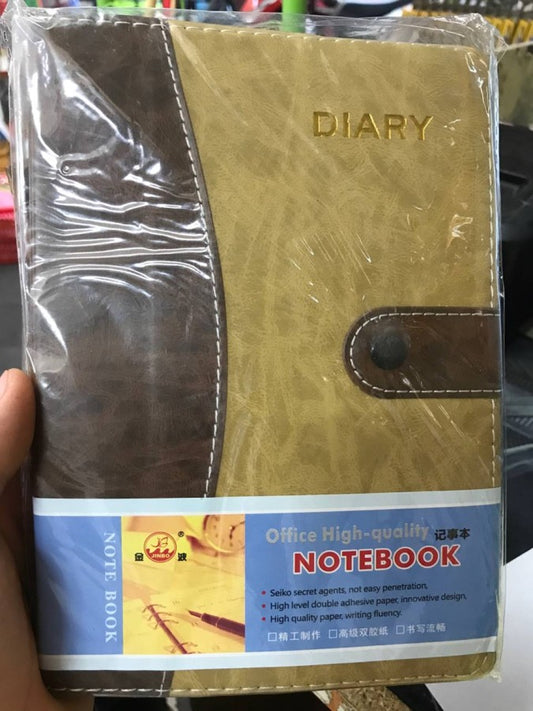 DIARY
NOTE BOOK
金 JINBO 波 ®
Office High-quality 记事本
NOTEBOOK
• Seiko secret agents, not easy penetration,
• High level double adhesive paper, innovative design,
• High quality paper, writing fluency.
□精工制作 □高级双胶纸 □书写流畅